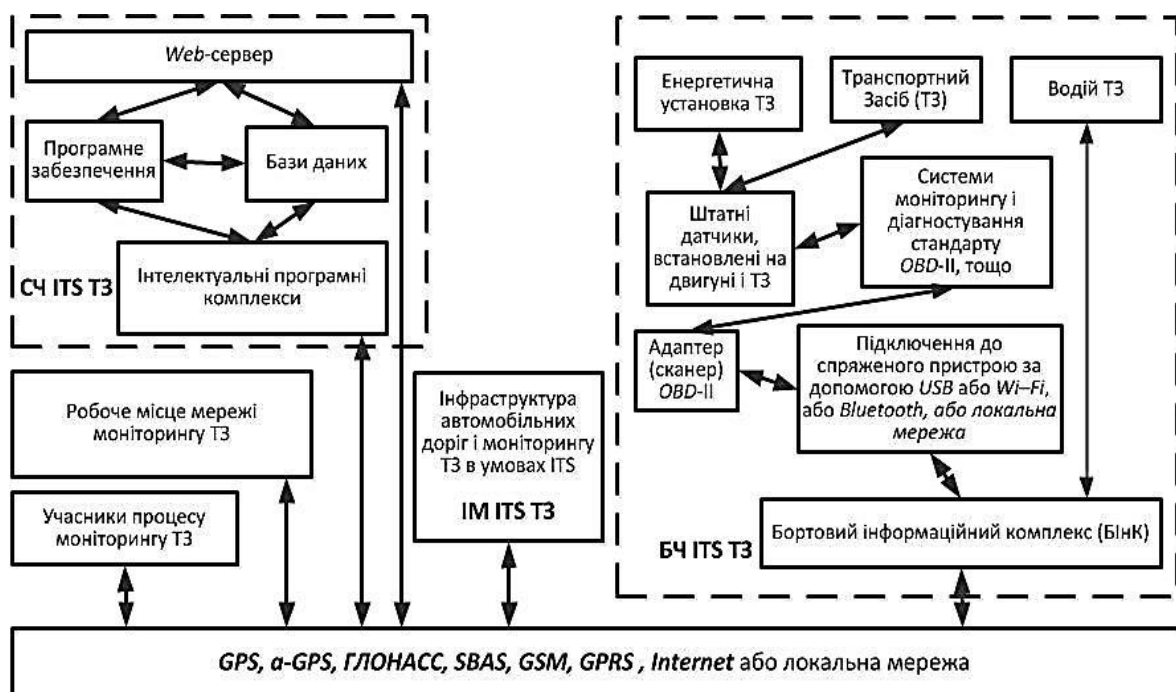 Web-сервер
Програмне
забезпечення
Бази даних
Інтелектуальні програмні
комплекси
СЧ ITS ТЗ
Робоче місце мережі
моніторингу ТЗ
Учасники процесу
моніторингу ТЗ
Інфраструктура
автомобільних
доріг і моніторингу
ТЗ в умовах ITS
ІМ ITS ТЗ
Енергетична
установка ТЗ
Транспортний
Засіб (ТЗ)
Водій ТЗ
Штатні
датчики,
встановлені на
двигуні і ТЗ
Системи
моніторингу і
діагностування
стандарту
OBD-II, тощо
Адаптер
(сканер)
OBD-II
Підключення до
спряженого пристрою за
допомогою USB або Wi–Fi,
або Bluetooth, або локальна
мережа
Бортовий інформаційний комплекс (БІнК)
БЧ ITS ТЗ
GPS, a-GPS, ГЛОНАСС, SBAS, GSM, GPRS , Internet або локальна мережа